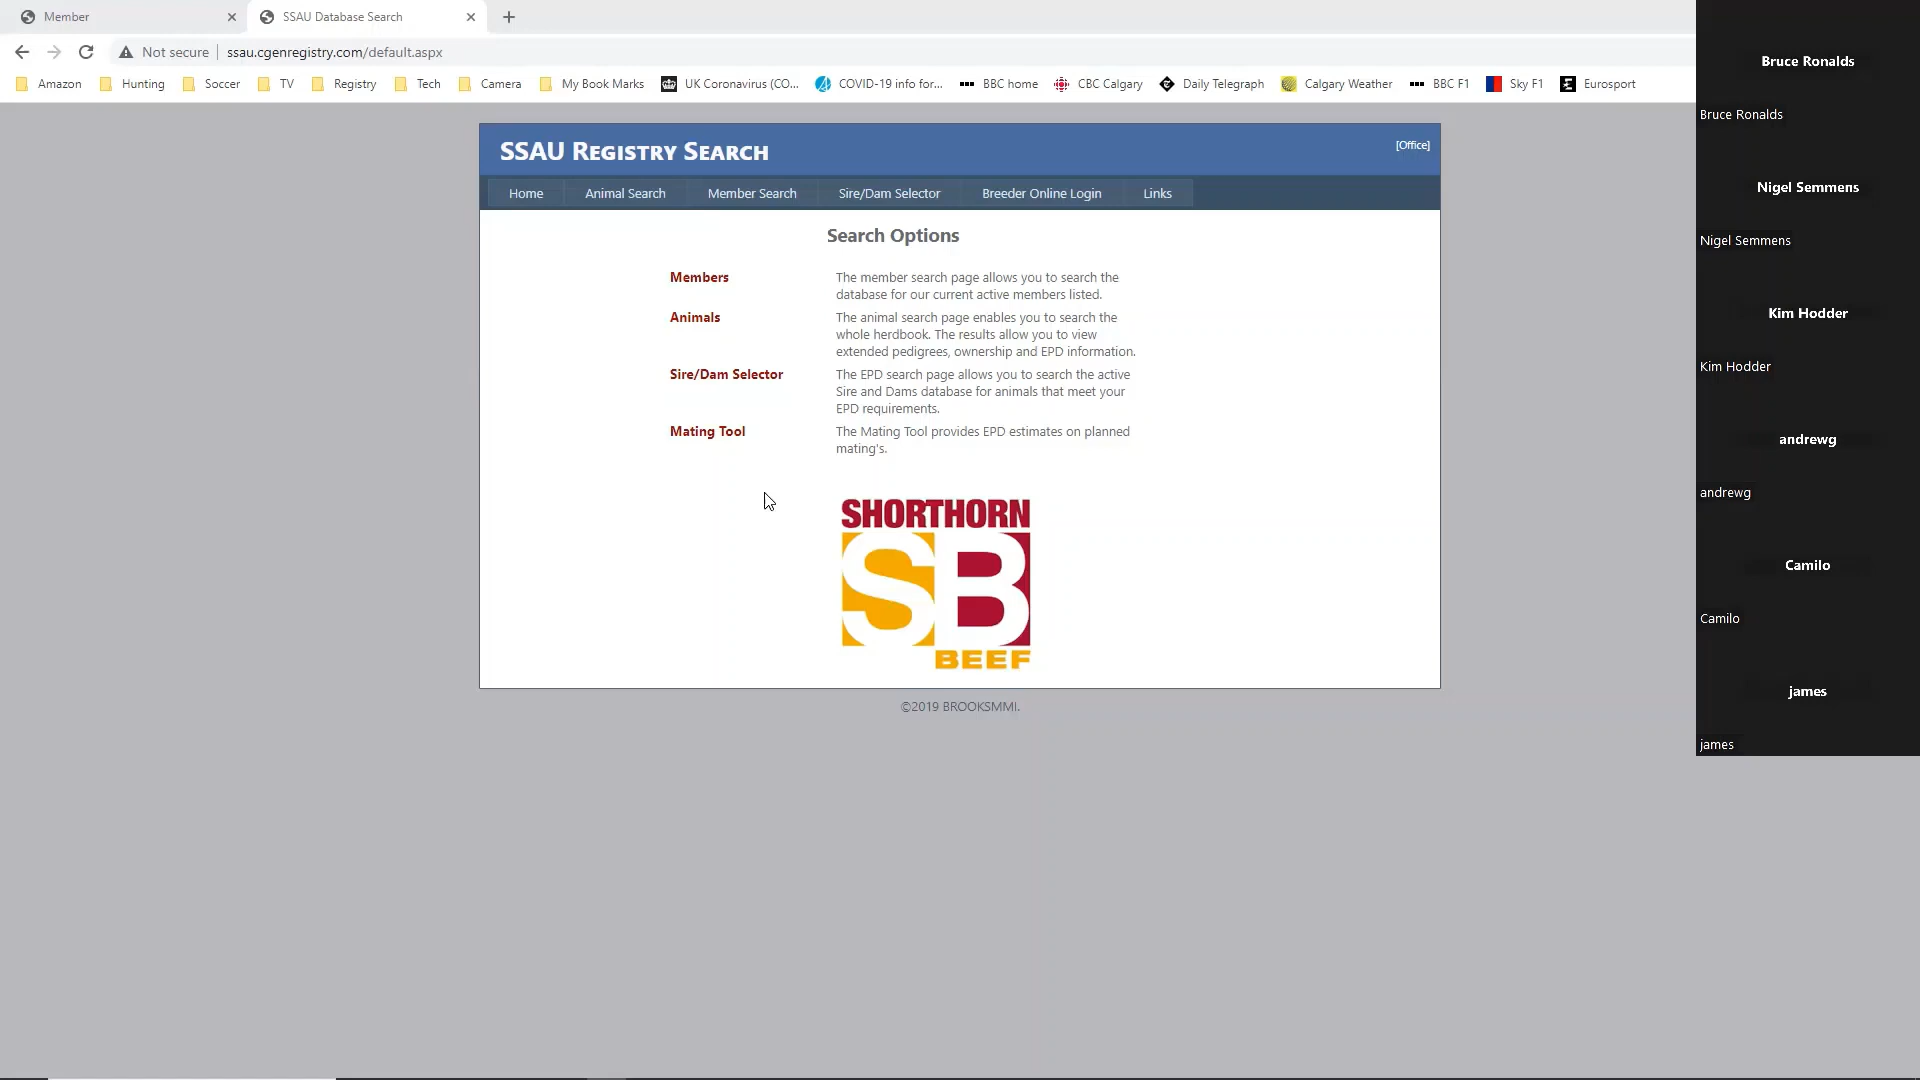 Member
SSAU Database Search
Not secure
ssau.cgenregistry.com/default.aspx
Amazon
Hunting
Soccer
TV
Registry
Tech
Camera
My Book Marks
UK Coronavirus (CO...
COVID-19 info for...
BBC home
CBC Calgary
Daily Telegraph
Calgary Weather
BBC F1
Sky F1
Eurosport
SSAU Registry Search
[Office]
Home
Animal Search
Member Search
Sire/Dam Selector
Breeder Online Login
Links
Search Options
Members
The member search page allows you to search the
database for our current active members listed.
Animals
The animal search page enables you to search the
whole herdbook. The results allow you to view
extended pedigrees, ownership and EPD information.
Sire/Dam Selector
The EPD search page allows you to search the active
Sire and Dams database for animals that meet your
EPD requirements.
Mating Tool
The Mating Tool provides EPD estimates on planned
mating's.
SHORTHORN
SB
BEEF
©2019 BROOKSMMI.
Bruce Ronalds
Bruce Ronalds
Nigel Semmens
Nigel Semmens
Kim Hodder
Kim Hodder
andrewg
andrewg
Camilo
Camilo
james
james